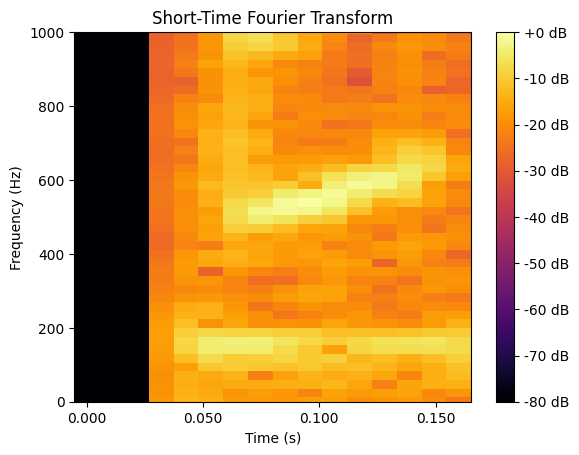 Short-Time Fourier Transform
1000
800
600
400
200
0
Frequency (Hz)
0.000
0.050
0.100
0.150
Time (s)
+0 dB
-10 dB
-20 dB
-30 dB
-40 dB
-50 dB
-60 dB
-70 dB
-80 dB